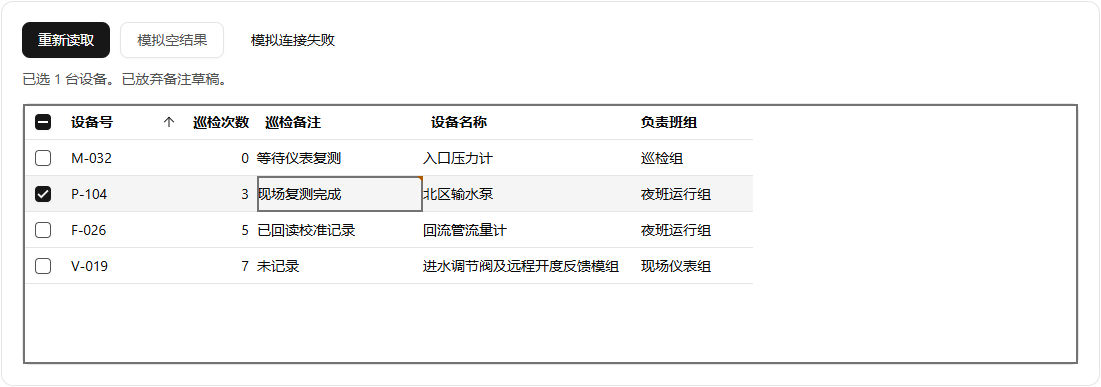 重新读取 模拟空结果 模拟连接失败
已选 1 台设备。已放弃备注草稿。
设备号 ↑ 巡检次数 巡检备注 设备名称 负责班组
M-032 0 等待仪表复测 入口压力计 巡检组
P-104 3 现场复测完成 北区输水泵 夜班运行组
F-026 5 已回读校准记录 回流管流量计 夜班运行组
V-019 7 未记录 进水调节阀及远程开度反馈模组 现场仪表组